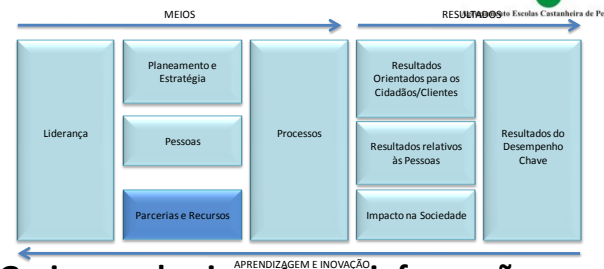 MEIOS
RESULTADOS
Escolas Castanheira de Pe
Planeamento e
Estratégia
Resultados
Orientados para os
Cidadãos/Clientes
Liderança
Pessoas
Processos
Resultados relativos
às Pessoas
Resultados do
Desempenho
Chave
Parcerias e Recursos
Impacto na Sociedade
APRENDIZAGEM E INOVAÇÃO